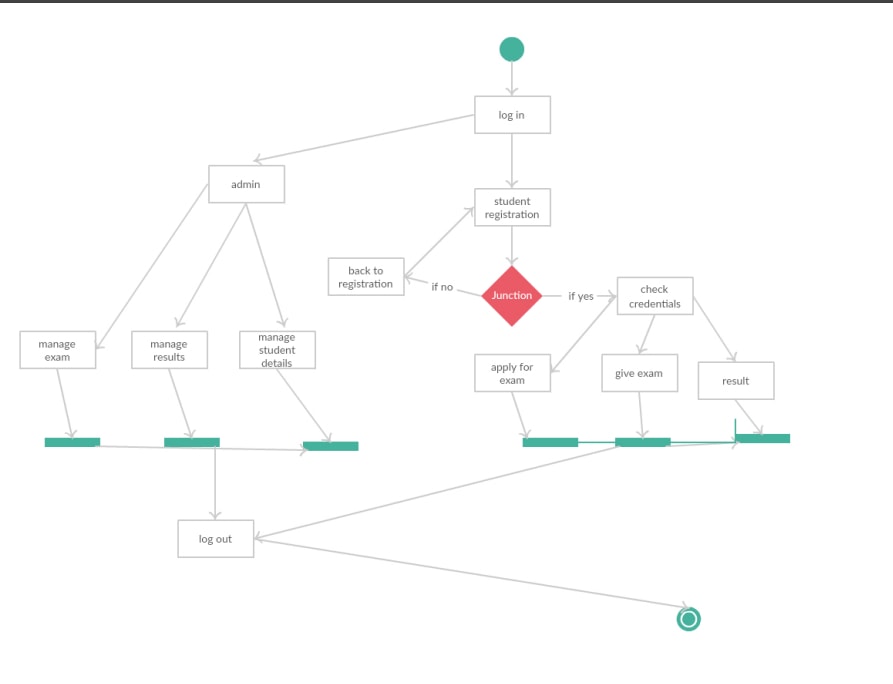 log in
admin
student
registration
back to
registration
if no
Junction
if yes
check
credentials
manage
exam
manage
results
manage
student
details
apply for
exam
give exam
result
log out